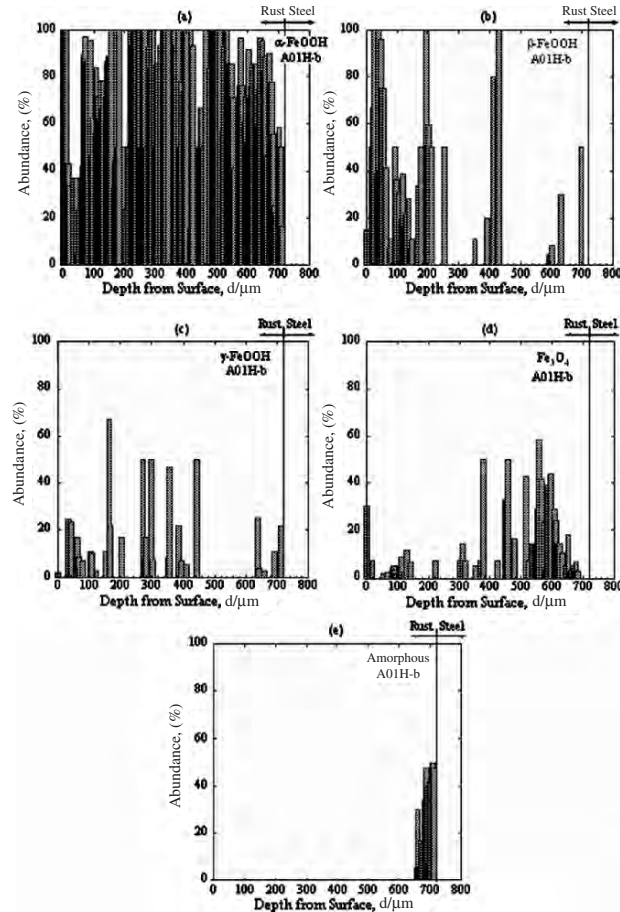 (a)
Rust Steel
α-FeOOH
A01H-b
Abundance, (%)
100
80
60
40
20
0
0 100 200 300 400 500 600 700 800
Depth from Surface, d/μm
(b)
Rust Steel
β-FeOOH
A01H-b
Abundance, (%)
100
80
60
40
20
0
0 100 200 300 400 500 600 700 800
Depth from Surface, d/μm
(c)
Rust Steel
γ-FeOOH
A01H-b
Abundance, (%)
100
80
60
40
20
0
0 100 200 300 400 500 600 700 800
Depth from Surface, d/μm
(d)
Rust Steel
Fe₃O₄
A01H-b
Abundance, (%)
100
80
60
40
20
0
0 100 200 300 400 500 600 700 800
Depth from Surface, d/μm
(e)
Rust Steel
Amorphous
A01H-b
Abundance, (%)
100
80
60
40
20
0
0 100 200 300 400 500 600 700 800
Depth from Surface, d/μm